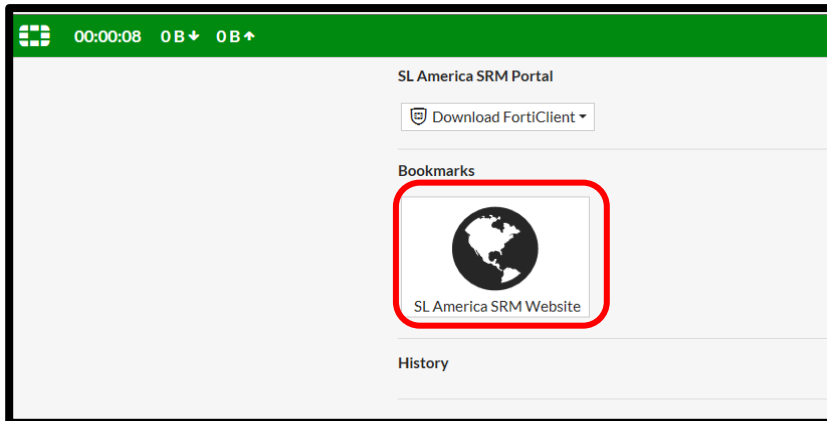 00:00:08 0 B 0 B
SL America SRM Portal
Download FortiClient
Bookmarks
SL America SRM Website
History